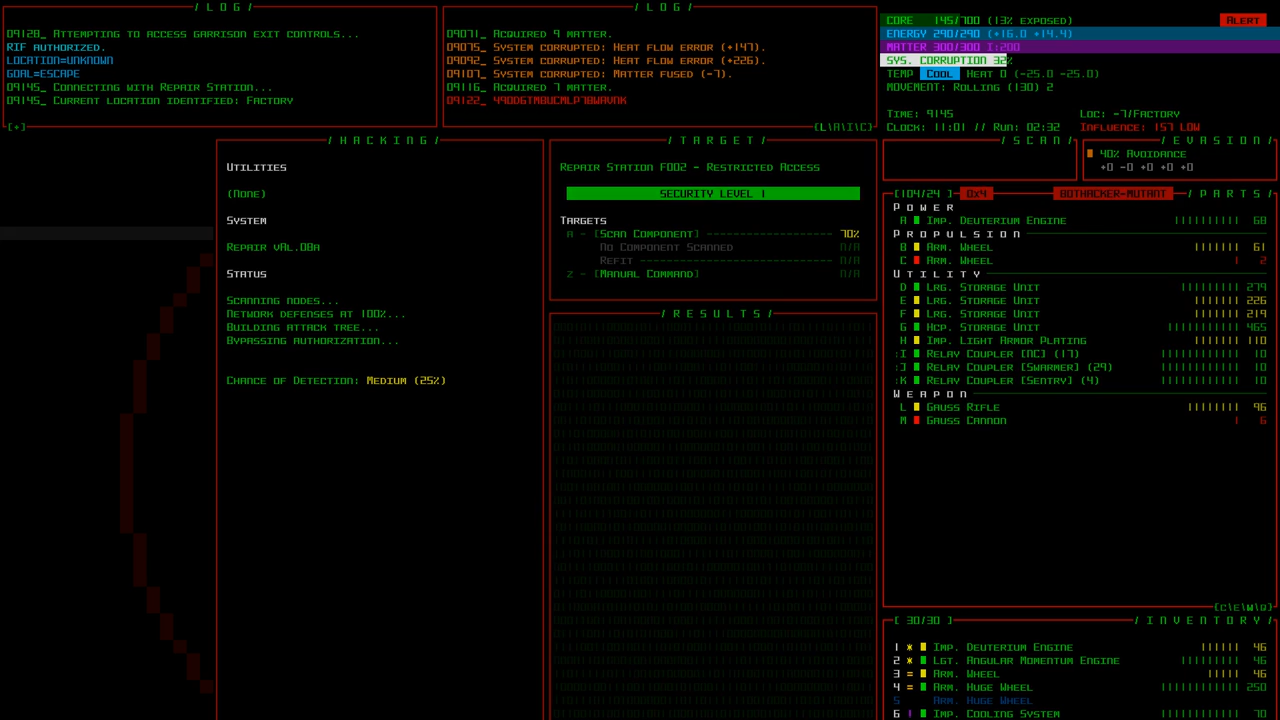 / L O G /
09128_ Attempting to access garrison exit controls...
RIF authorized.
Location=Unknown
Goal=Escape
09145_ Connecting with Repair Station...
09145_ Current location identified: Factory
[+]
/ L O G /
09071_ Acquired 9 matter.
09075_ System corrupted: Heat flow error (+147).
09092_ System corrupted: Heat flow error (+226).
09107_ System corrupted: Matter fused (-7).
09116_ Acquired 7 matter.
[L\A\I\C]
Core 145/700 (13% exposed)
Alert
Energy 290/290 (+16.0 +14.4)
Matter 300/300 I:200
Sys. Corruption 32%
Temp Cool Heat 0 (-25.0 -25.0)
Movement: Rolling (130) 2
Time: 9145 Loc: -7/Factory
Clock: 11:01 // Run: 02:32 Influence: 157 Low
/ S C A N /
/ E V A S I O N /
40% Avoidance
+0 -0 +0 +0 +0
/ H A C K I N G /
Utilities
(None)
System
Repair vAl.08a
Status
Scanning nodes...
Network defenses at 100%...
Building attack tree...
Bypassing authorization...
Chance of Detection: Medium (25%)
/ T A R G E T /
Repair Station F002 - Restricted Access
SECURITY LEVEL 1
Targets
A - [Scan Component] 70%
No Component Scanned N/A
Refit N/A
Z - [Manual Command] N/A
/ R E S U L T S /
[104/24 ] 0x4 BOTHACKER-MUTANT / P A R T S /
P o w e r
A Imp. Deuterium Engine 68
P r o p u l s i o n
B Arm. Wheel 61
C Arm. Wheel 2
U t i l i t y
D Lrg. Storage Unit 279
E Lrg. Storage Unit 226
F Lrg. Storage Unit 219
G Hcp. Storage Unit 465
H Imp. Light Armor Plating 110
:I Relay Coupler [NC] (17) 10
:J Relay Coupler [Swarmer] (29) 10
:K Relay Coupler [Sentry] (4) 10
W e a p o n
L Gauss Rifle 96
M Gauss Cannon 6
[C\E\W\Q]
[ 30/30 ] / I N V E N T O R Y /
1 * Imp. Deuterium Engine 46
2 * Lgt. Angular Momentum Engine 46
3 = Arm. Wheel 46
4 = Arm. Huge Wheel 250
5 Arm. Huge Wheel
6 ! Imp. Cooling System 70